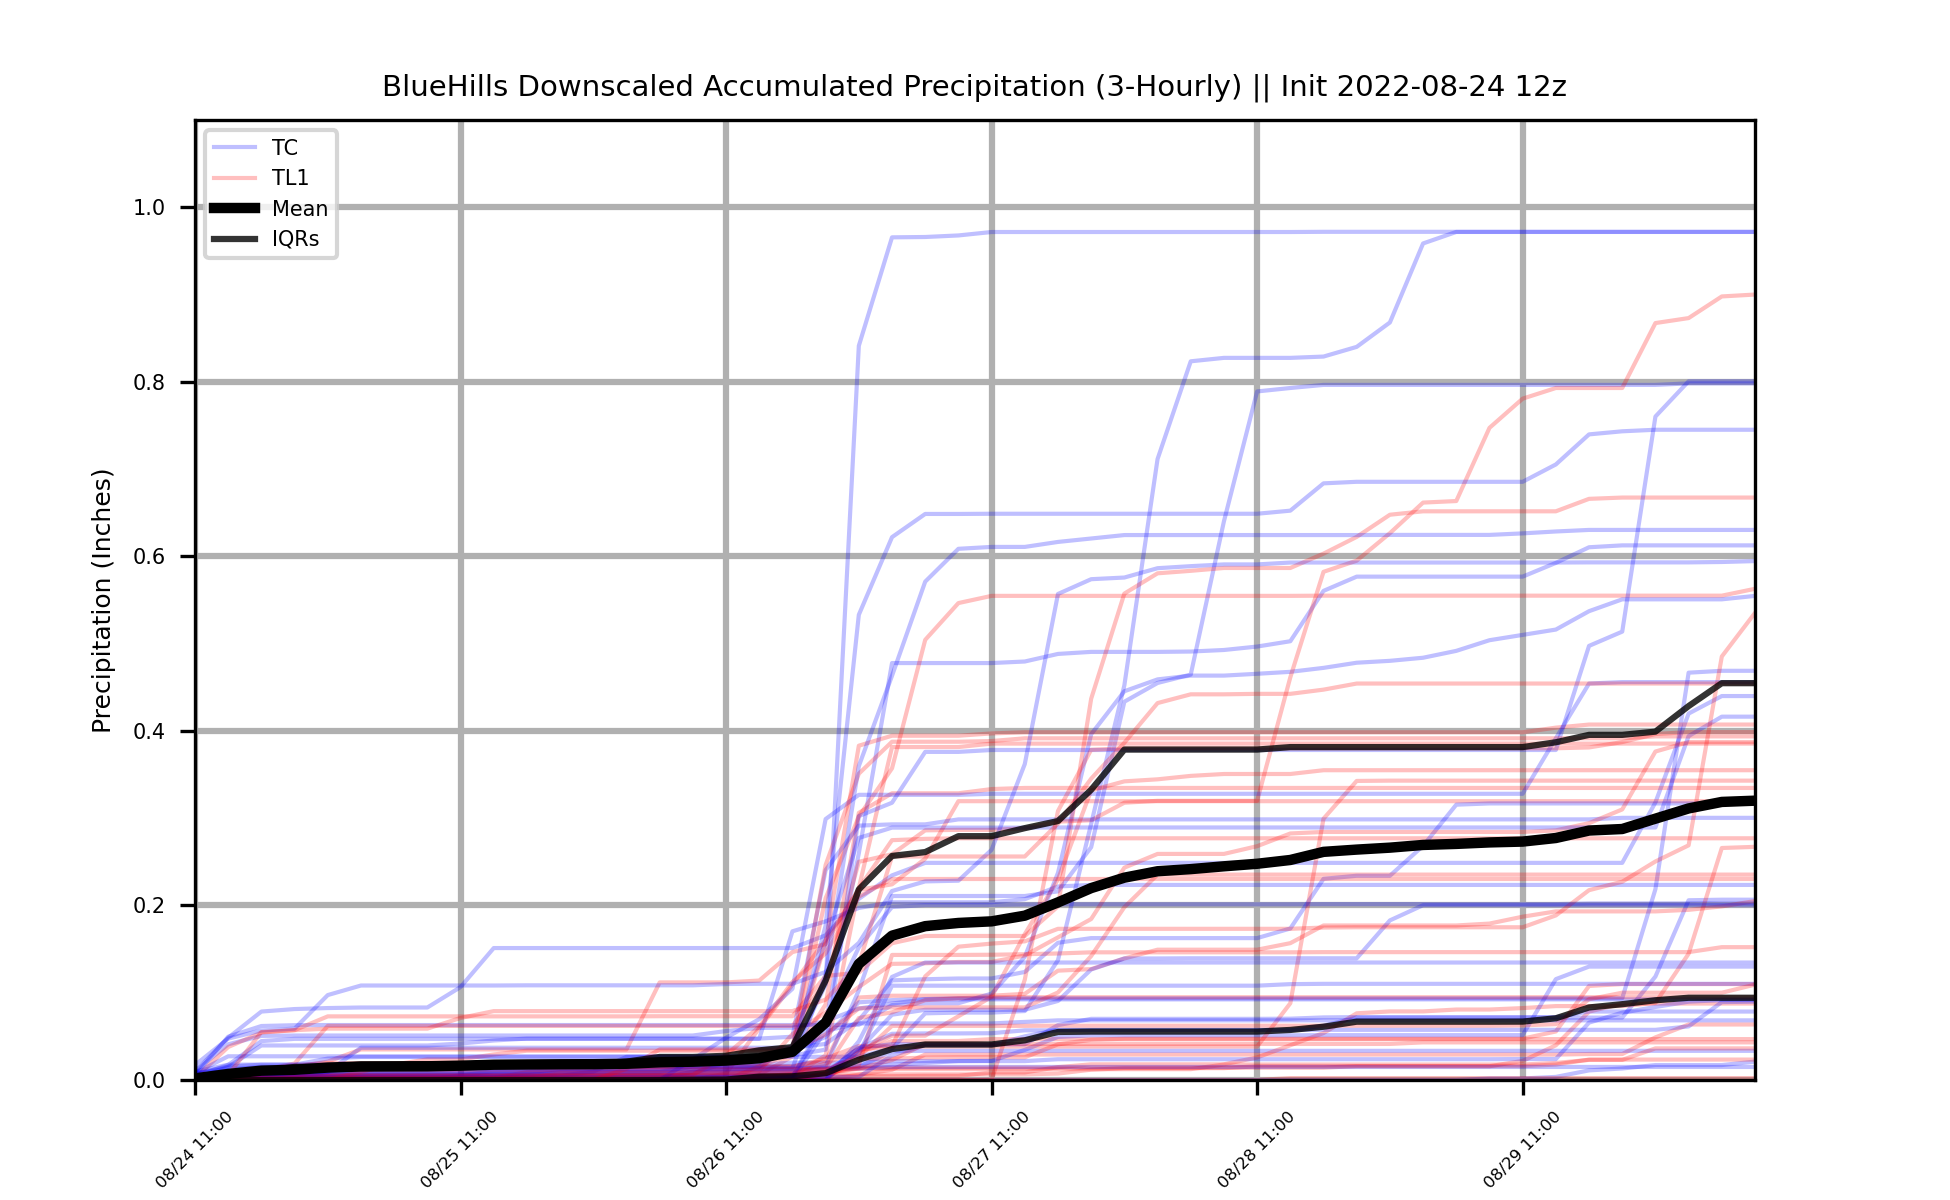 BlueHills Downscaled Accumulated Precipitation (3-Hourly) || Init 2022-08-24 12z
TC
TL1
Mean
IQRs
Precipitation (Inches)
1.0
0.8
0.6
0.4
0.2
0.0
08/24 11:00
08/25 11:00
08/26 11:00
08/27 11:00
08/28 11:00
08/29 11:00